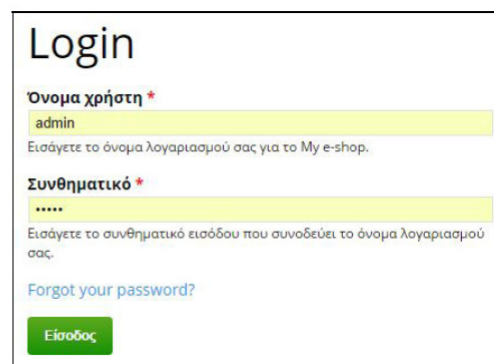 Login
Όνομα χρήστη *
admin
Εισάγετε το όνομα λογαριασμού σας για το My e-shop.
Συνθηματικό *
•••••
Εισάγετε το συνθηματικό εισόδου που συνοδεύει το όνομα λογαριασμού
σας.
Forgot your password?
Είσοδος